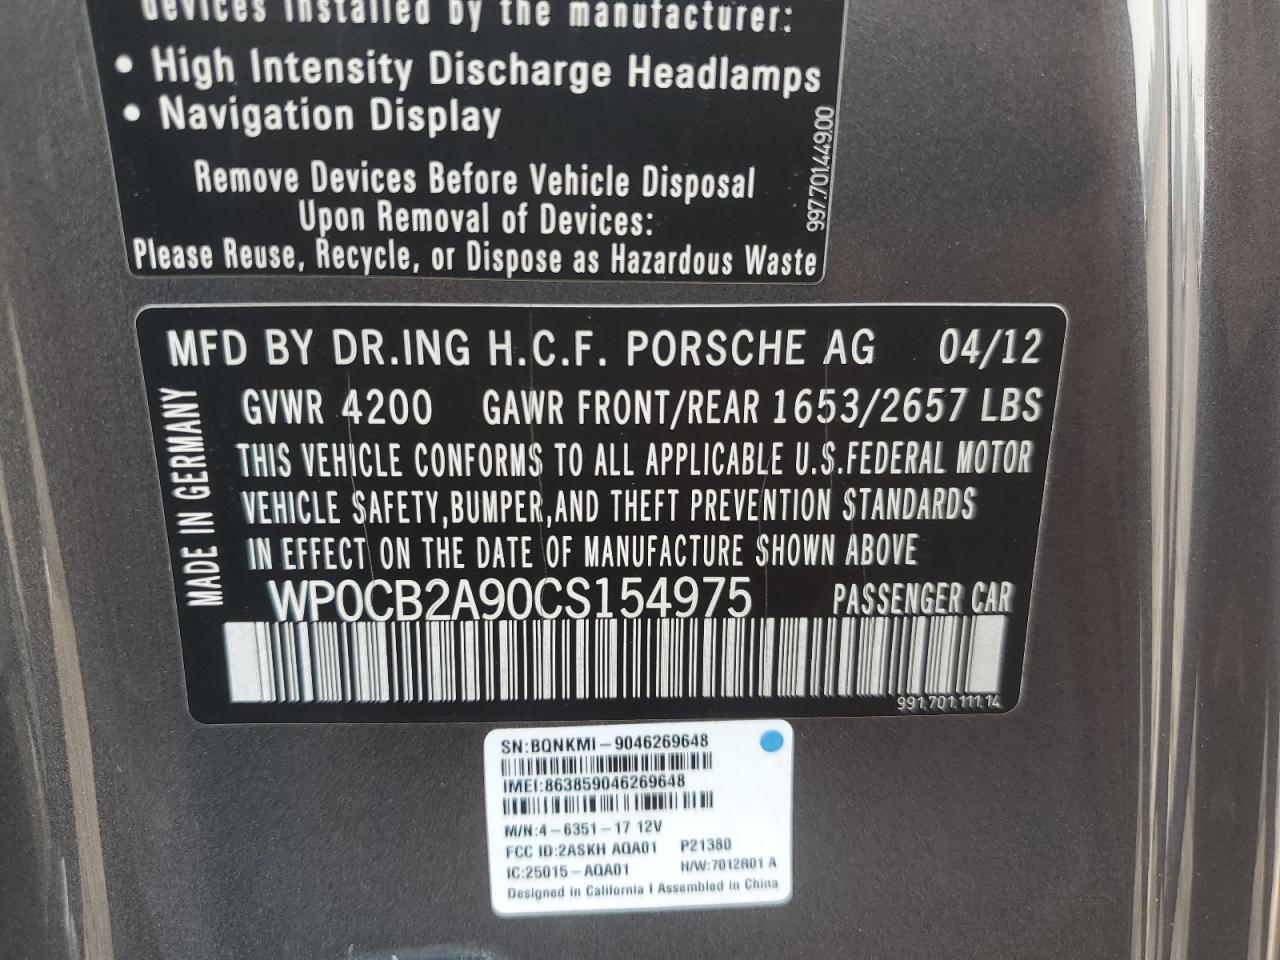 devices installed by the manufacturer:
• High Intensity Discharge Headlamps
• Navigation Display
Remove Devices Before Vehicle Disposal
Upon Removal of Devices:
Please Reuse, Recycle, or Dispose as Hazardous Waste
997.701.449.00
MFD BY DR.ING H.C.F. PORSCHE AG 04/12
GVWR 4200 GAWR FRONT/REAR 1653/2657 LBS
THIS VEHICLE CONFORMS TO ALL APPLICABLE U.S.FEDERAL MOTOR
VEHICLE SAFETY,BUMPER,AND THEFT PREVENTION STANDARDS
IN EFFECT ON THE DATE OF MANUFACTURE SHOWN ABOVE
MADE IN GERMANY
WP0CB2A90CS154975 PASSENGER CAR
991.701.111.14
SN:BQNKMI-9046269648
IMEI:863859046269648
M/N:4-6351-17 12V
FCC ID:2ASKH AQA01 P21380
IC:25015-AQA01 H/W:7012R01 A
Designed in California I Assembled in China